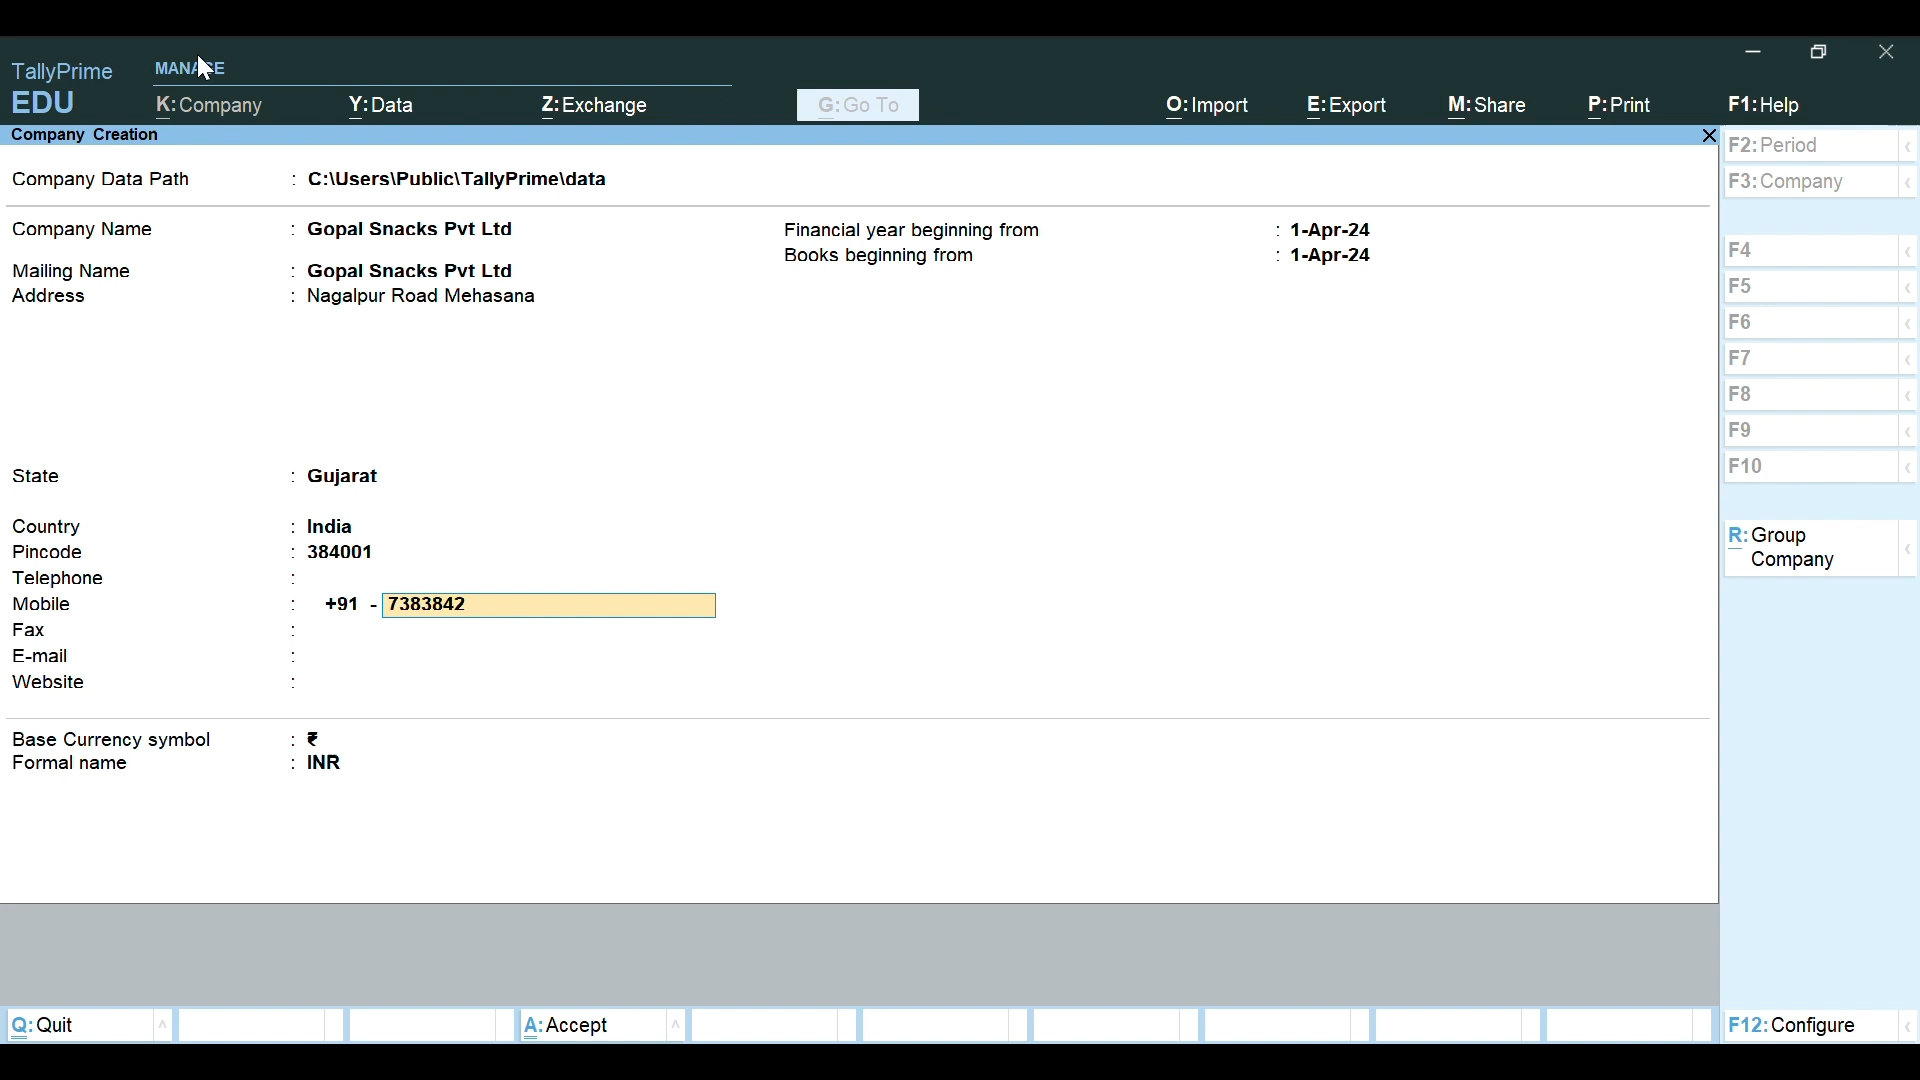 TallyPrime
EDU
MANAGE
K: Company
Y: Data
Z: Exchange
G: Go To
O: Import
E: Export
M: Share
P: Print
F1: Help
Company Creation
Company Data Path : C:\Users\Public\TallyPrime\data
Company Name : Gopal Snacks Pvt Ltd
Financial year beginning from : 1-Apr-24
Books beginning from : 1-Apr-24
Mailing Name : Gopal Snacks Pvt Ltd
Address : Nagalpur Road Mehasana
State : Gujarat
Country : India
Pincode : 384001
Telephone :
Mobile : +91 - 7383842
Fax :
E-mail :
Website :
Base Currency symbol : ₹
Formal name : INR
F2: Period
F3: Company
F4
F5
F6
F7
F8
F9
F10
R: Group
Company
Q: Quit
A: Accept
F12: Configure